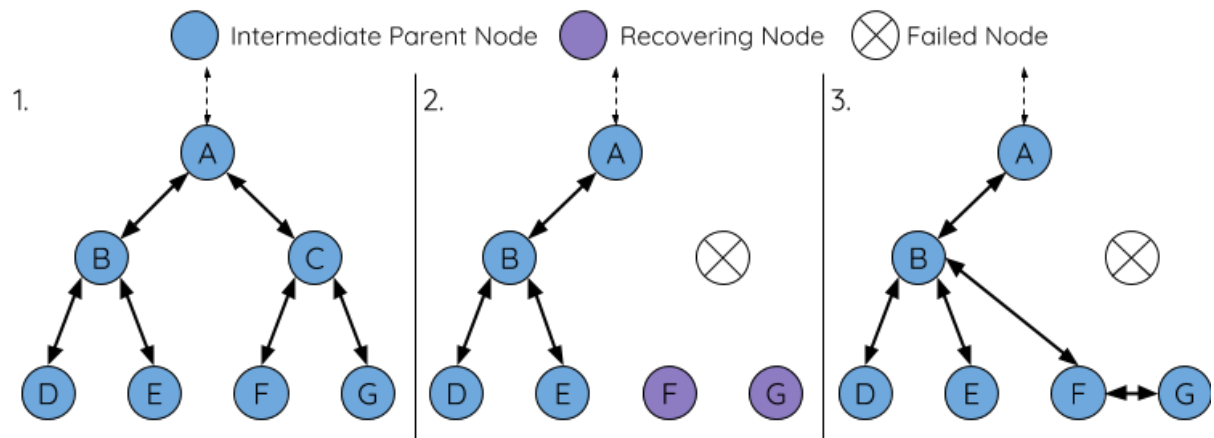 Intermediate Parent Node Recovering Node Failed Node
1. 2. 3.
A A A
B C B B
D E F G D E F G D E F G